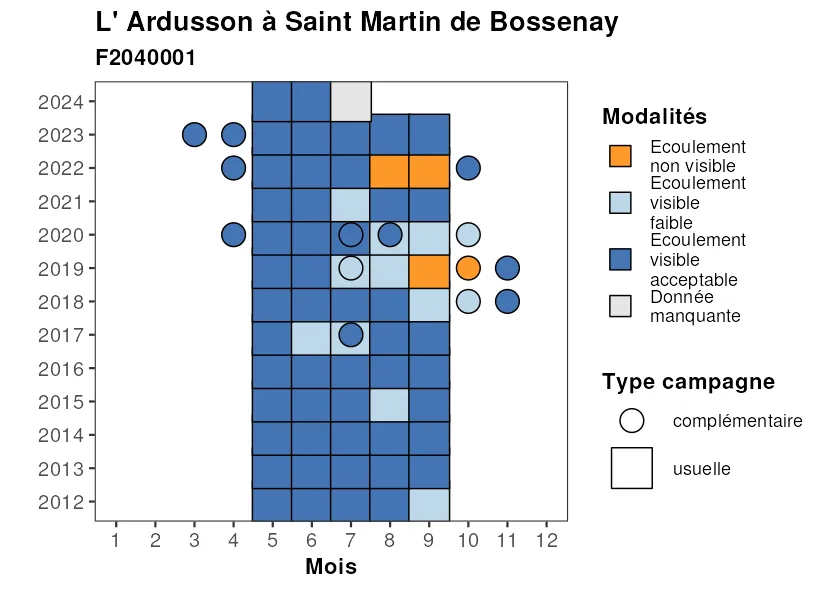 L' Ardusson à Saint Martin de Bossenay
F2040001
2024
2023
2022
2021
2020
2019
2018
2017
2016
2015
2014
2013
2012
1 2 3 4 5 6 7 8 9 10 11 12
Mois
Modalités
Ecoulement
non visible
Ecoulement
visible
faible
Ecoulement
visible
acceptable
Donnée
manquante
Type campagne
complémentaire
usuelle